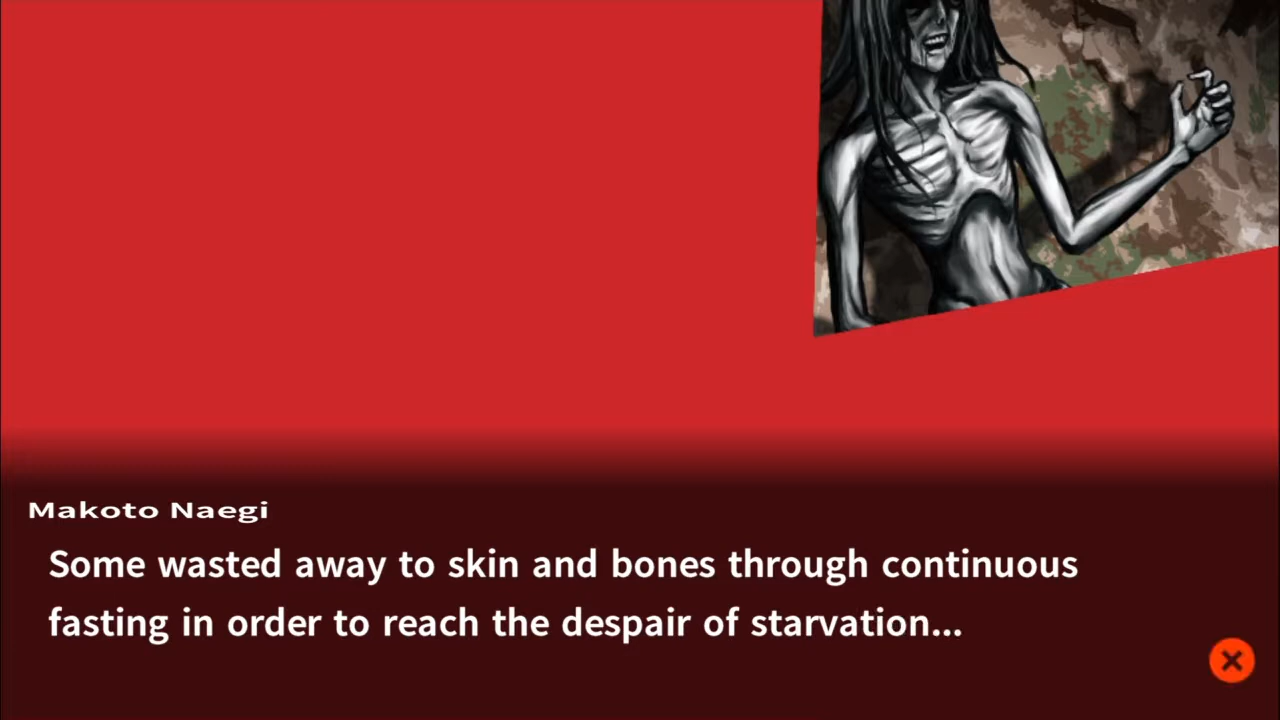 Makoto Naegi
Some wasted away to skin and bones through continuous
fasting in order to reach the despair of starvation...